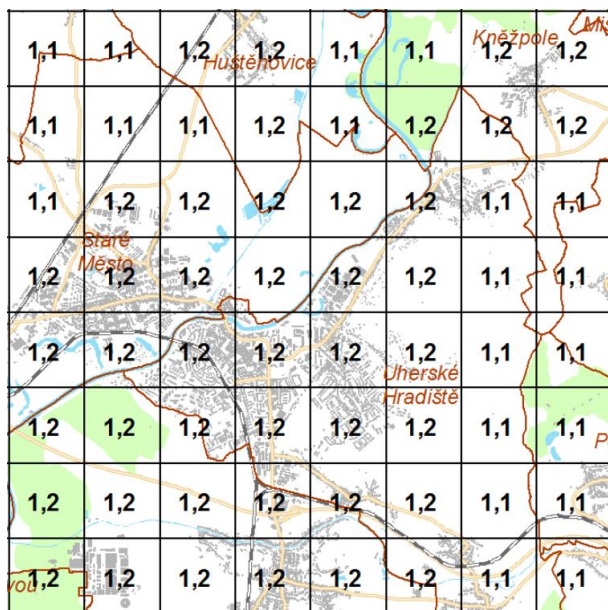 1,1 1,1 1,2 1,2 1,1 1,1 1,2 1,2
Huštěnovice
Kněžpole
1,1 1,1 1,1 1,2 1,1 1,2 1,2 1,2
1,1 1,2 1,2 1,2 1,2 1,2 1,1 1,1
Staré
Město
1,2 1,2 1,2 1,2 1,2 1,2 1,1 1,1
1,2 1,2 1,2 1,2 1,2 1,2 1,1 1,1
Uherské
Hradiště
1,2 1,2 1,2 1,2 1,2 1,2 1,1 1,1
1,2 1,2 1,2 1,2 1,2 1,2 1,1 1,1
1,2 1,2 1,2 1,2 1,2 1,2 1,1 1,2
vou